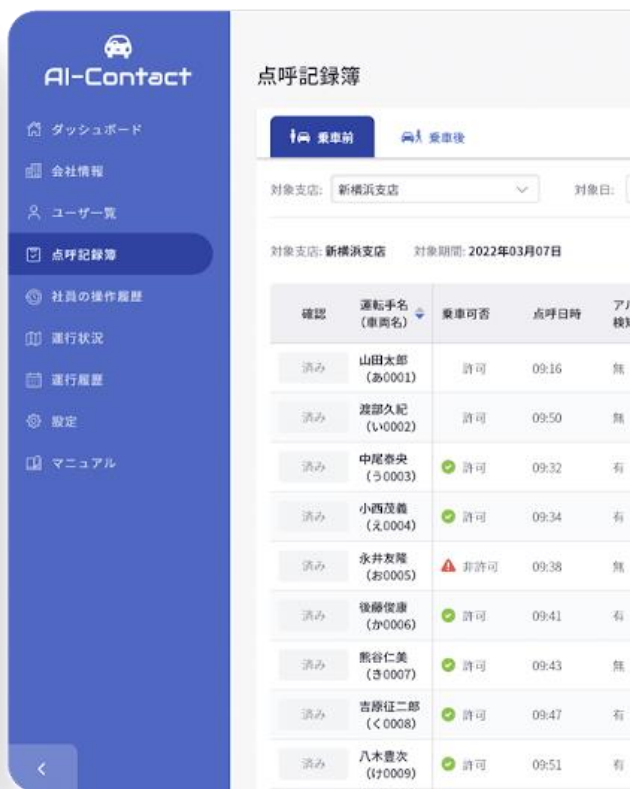 AI-Contact
ダッシュボード
会社情報
ユーザ一覧
点呼記録簿
社員の操作履歴
運行状況
運行履歴
設定
マニュアル
点呼記録簿
乗車前 乗車後
対象支店: 新横浜支店 対象日:
対象支店: 新横浜支店 対象期間: 2022年03月07日
確認 運転手名 (車両名) 乗車可否 点呼日時 アル 検知
済み 山田太郎 (あ0001) 許可 09:16 無
済み 渡部久紀 (い0002) 許可 09:50 無
済み 中尾泰央 (う0003) 許可 09:32 有
済み 小西茂義 (え0004) 許可 09:34 有
済み 永井友隆 (お0005) 非許可 09:38 無
済み 後藤俊康 (か0006) 許可 09:41 有
済み 熊谷仁美 (き0007) 許可 09:43 無
済み 吉原征二郎 (く0008) 許可 09:47 有
済み 八木豊次 (け0009) 許可 09:51 有